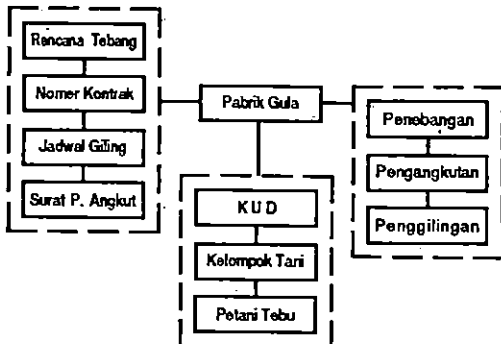 Rencana Tebang
Nomer Kontrak
Jadwal Giling
Surat P. Angkut
Pabrik Gula
KUD
Kelompok Tani
Petani Tebu
Penebangan
Pengangkutan
Penggilingan